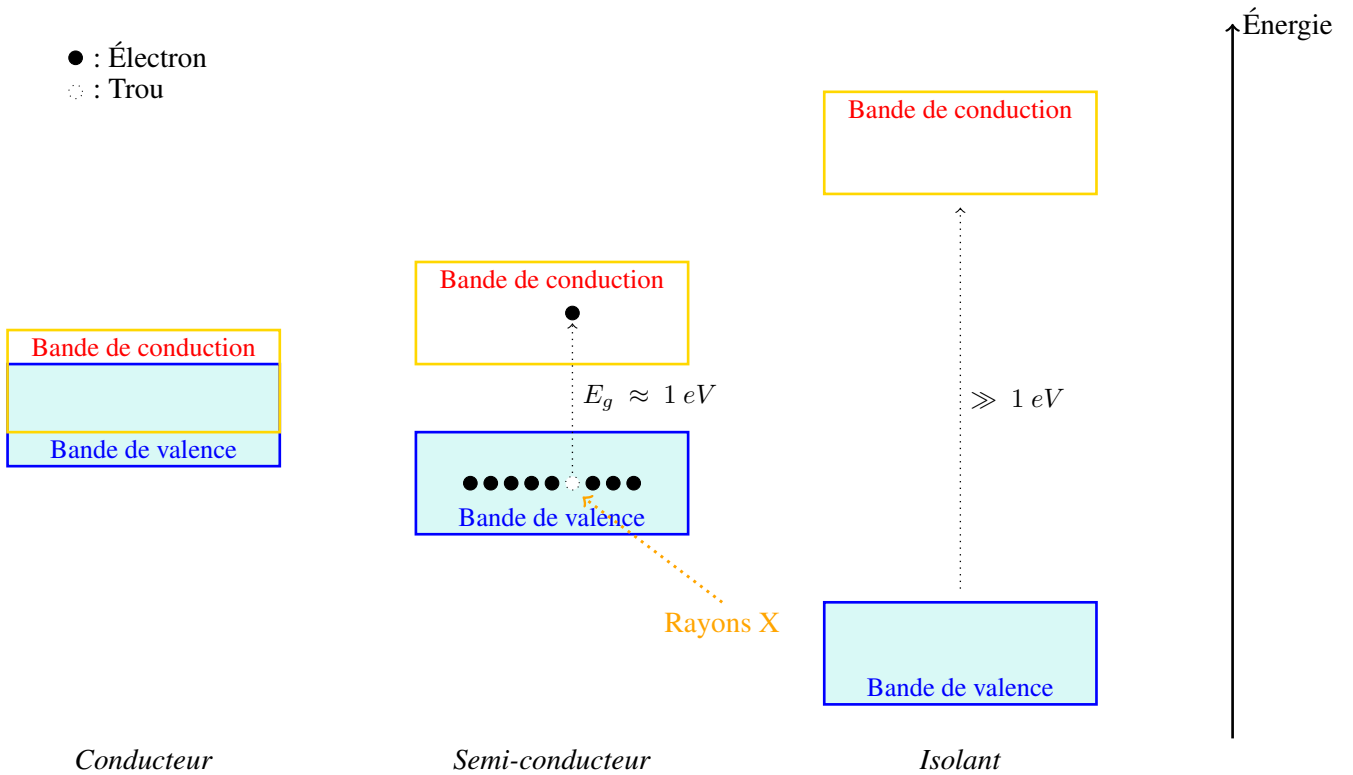 Énergie
: Électron
: Trou
Bande de conduction
Bande de conduction
Bande de conduction
Bande de valence
E_g ≈ 1 eV
≫ 1 eV
Bande de valence
Rayons X
Bande de valence
Conducteur
Semi-conducteur
Isolant